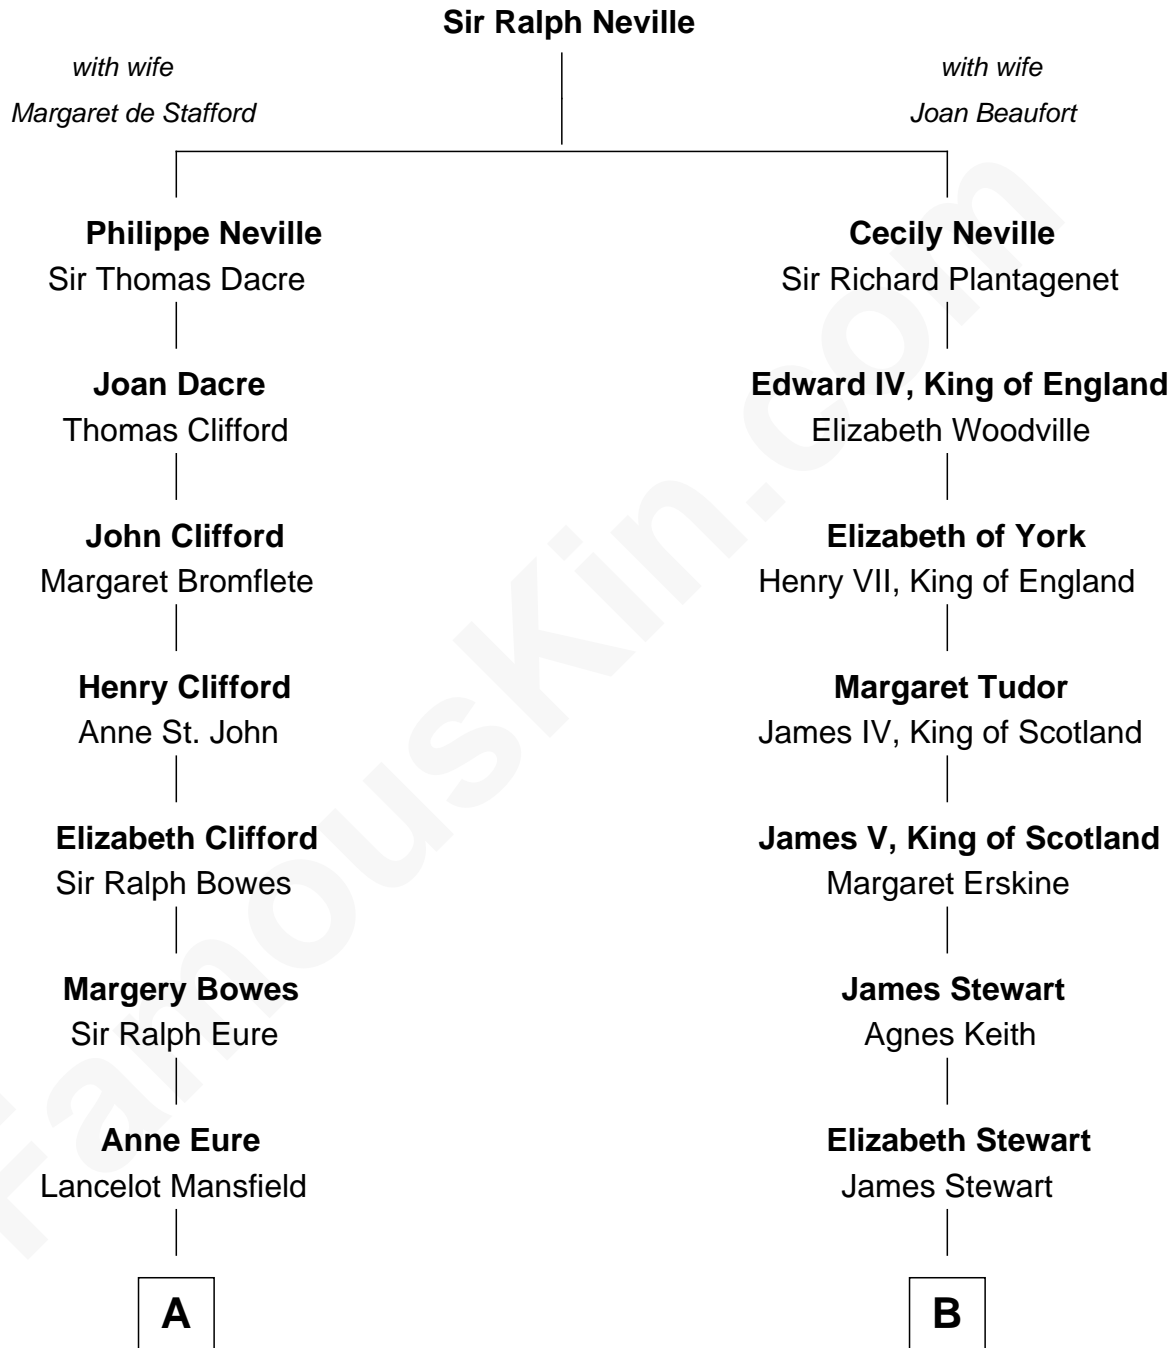 Sir Ralph Neville
with wife
Margaret de Stafford
with wife
Joan Beaufort
Philippe Neville
Sir Thomas Dacre
Cecily Neville
Sir Richard Plantagenet
Joan Dacre
Thomas Clifford
Edward IV, King of England
Elizabeth Woodville
John Clifford
Margaret Bromflete
Elizabeth of York
Henry VII, King of England
Henry Clifford
Anne St. John
Margaret Tudor
James IV, King of Scotland
Elizabeth Clifford
Sir Ralph Bowes
James V, King of Scotland
Margaret Erskine
Margery Bowes
Sir Ralph Eure
James Stewart
Agnes Keith
Anne Eure
Lancelot Mansfield
Elizabeth Stewart
James Stewart
A
B
FamousKin.com